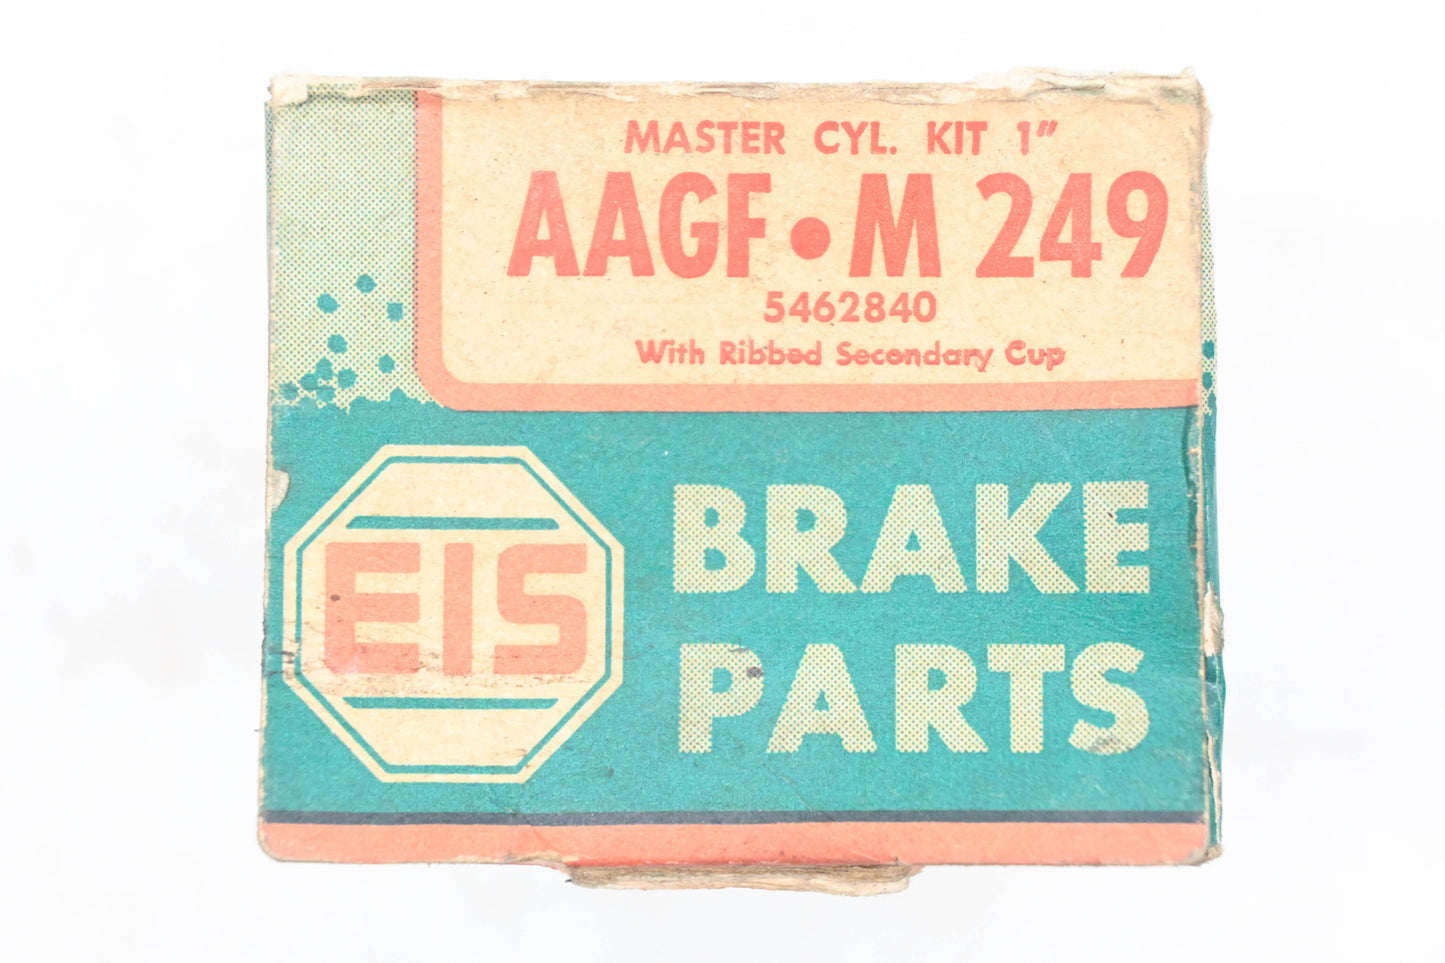 MASTER CYL. KIT 1"
AAGF • M 249
5462840
With Ribbed Secondary Cup
EIS
BRAKE
PARTS